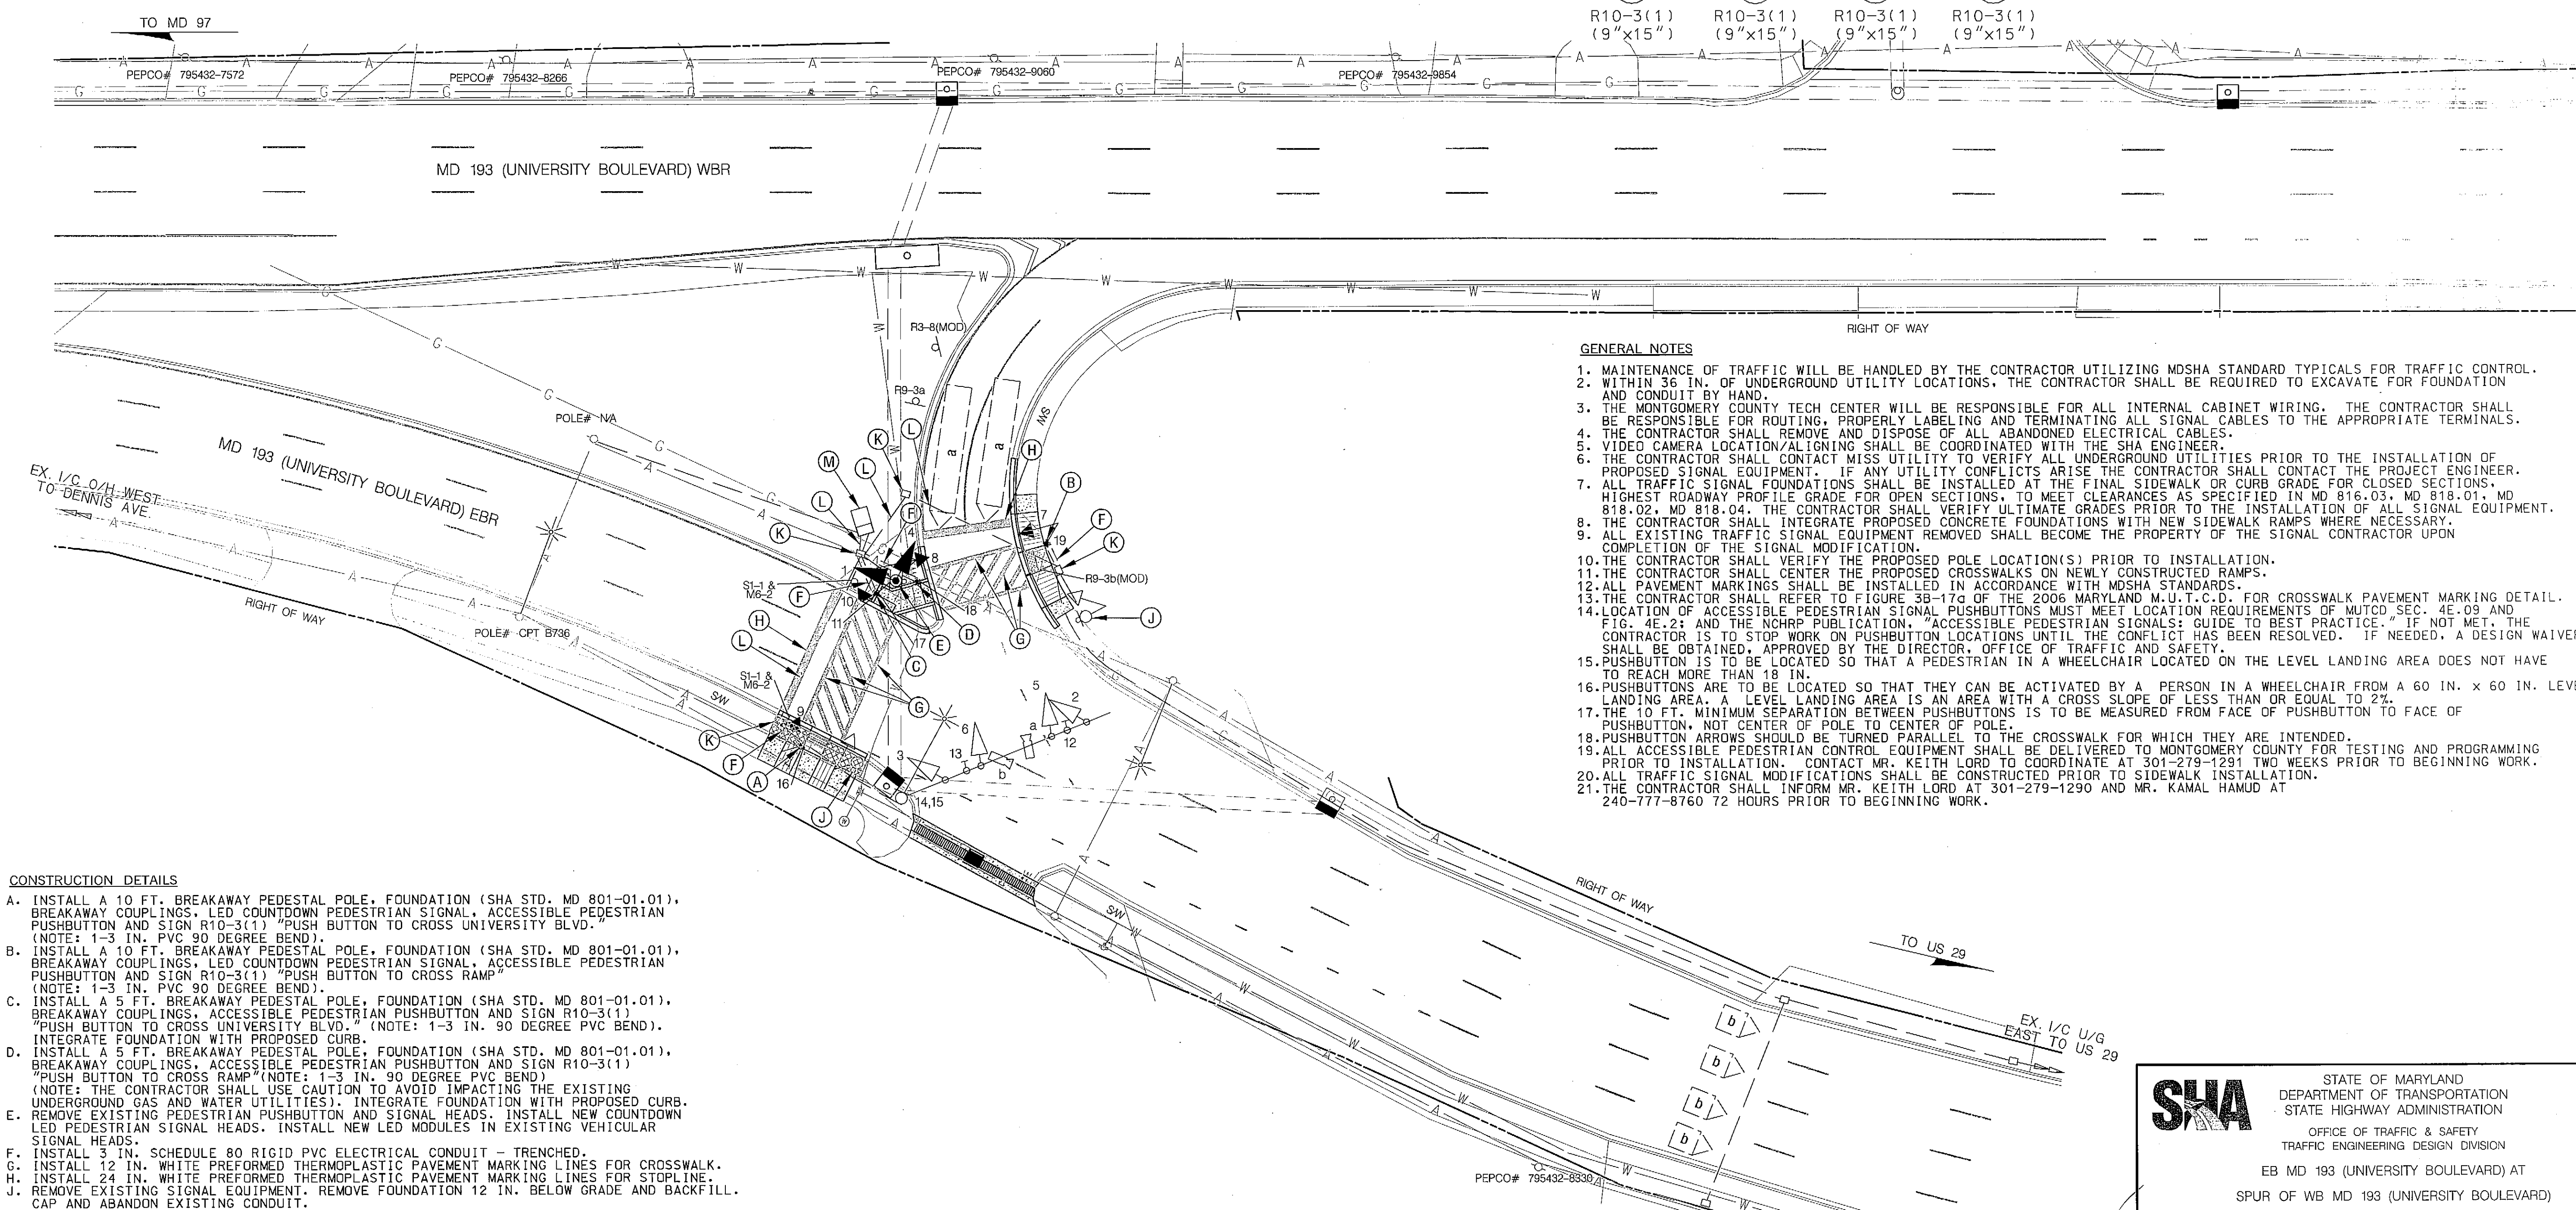 TO MD 97
R10-3(1)
(9"x15")
R10-3(1)
(9"x15")
R10-3(1)
(9"x15")
R10-3(1)
(9"x15")
PEPCO# 795432-7572
PEPCO# 795432-8266
PEPCO# 795432-9060
PEPCO# 795432-9854
MD 193 (UNIVERSITY BOULEVARD) WBR
RIGHT OF WAY
R3-8(MOD)
R9-3a
POLE# N/A
MD 193 (UNIVERSITY BOULEVARD) EBR
EX. I/C O/H WEST
TO DENNIS AVE.
RIGHT OF WAY
POLE# CPT B736
S1-1 &
M6-2
S1-1 &
M6-2
R9-3b(MOD)
S/W
S/W
S/W
A
B
C
D
E
F
F
F
F
G
G
H
H
J
J
K
K
K
K
L
L
L
L
M
a
a
1
4
7
8
9
10
11
16
17
18
19
2
3
5
6
a
b
12
13
14,15
GENERAL NOTES
1. MAINTENANCE OF TRAFFIC WILL BE HANDLED BY THE CONTRACTOR UTILIZING MDSHA STANDARD TYPICALS FOR TRAFFIC CONTROL.
2. WITHIN 36 IN. OF UNDERGROUND UTILITY LOCATIONS, THE CONTRACTOR SHALL BE REQUIRED TO EXCAVATE FOR FOUNDATION
AND CONDUIT BY HAND.
3. THE MONTGOMERY COUNTY TECH CENTER WILL BE RESPONSIBLE FOR ALL INTERNAL CABINET WIRING. THE CONTRACTOR SHALL
BE RESPONSIBLE FOR ROUTING, PROPERLY LABELING AND TERMINATING ALL SIGNAL CABLES TO THE APPROPRIATE TERMINALS.
4. THE CONTRACTOR SHALL REMOVE AND DISPOSE OF ALL ABANDONED ELECTRICAL CABLES.
5. VIDEO CAMERA LOCATION/ALIGNING SHALL BE COORDINATED WITH THE SHA ENGINEER.
6. THE CONTRACTOR SHALL CONTACT MISS UTILITY TO VERIFY ALL UNDERGROUND UTILITIES PRIOR TO THE INSTALLATION OF
PROPOSED SIGNAL EQUIPMENT. IF ANY UTILITY CONFLICTS ARISE THE CONTRACTOR SHALL CONTACT THE PROJECT ENGINEER.
7. ALL TRAFFIC SIGNAL FOUNDATIONS SHALL BE INSTALLED AT THE FINAL SIDEWALK OR CURB GRADE FOR CLOSED SECTIONS,
HIGHEST ROADWAY PROFILE GRADE FOR OPEN SECTIONS, TO MEET CLEARANCES AS SPECIFIED IN MD 816.03, MD 818.01, MD
818.02, MD 818.04. THE CONTRACTOR SHALL VERIFY ULTIMATE GRADES PRIOR TO THE INSTALLATION OF ALL SIGNAL EQUIPMENT.
8. THE CONTRACTOR SHALL INTEGRATE PROPOSED CONCRETE FOUNDATIONS WITH NEW SIDEWALK RAMPS WHERE NECESSARY.
9. ALL EXISTING TRAFFIC SIGNAL EQUIPMENT REMOVED SHALL BECOME THE PROPERTY OF THE SIGNAL CONTRACTOR UPON
COMPLETION OF THE SIGNAL MODIFICATION.
10. THE CONTRACTOR SHALL VERIFY THE PROPOSED POLE LOCATION(S) PRIOR TO INSTALLATION.
11. THE CONTRACTOR SHALL CENTER THE PROPOSED CROSSWALKS ON NEWLY CONSTRUCTED RAMPS.
12. ALL PAVEMENT MARKINGS SHALL BE INSTALLED IN ACCORDANCE WITH MDSHA STANDARDS.
13. THE CONTRACTOR SHALL REFER TO FIGURE 3B-17a OF THE 2006 MARYLAND M.U.T.C.D. FOR CROSSWALK PAVEMENT MARKING DETAIL.
14. LOCATION OF ACCESSIBLE PEDESTRIAN SIGNAL PUSHBUTTONS MUST MEET LOCATION REQUIREMENTS OF MUTCD SEC. 4E.09 AND
FIG. 4E.2; AND THE NCHRP PUBLICATION, "ACCESSIBLE PEDESTRIAN SIGNALS: GUIDE TO BEST PRACTICE." IF NOT MET, THE
CONTRACTOR IS TO STOP WORK ON PUSHBUTTON LOCATIONS UNTIL THE CONFLICT HAS BEEN RESOLVED. IF NEEDED, A DESIGN WAIVE
SHALL BE OBTAINED, APPROVED BY THE DIRECTOR, OFFICE OF TRAFFIC AND SAFETY.
15. PUSHBUTTON IS TO BE LOCATED SO THAT A PEDESTRIAN IN A WHEELCHAIR LOCATED ON THE LEVEL LANDING AREA DOES NOT HAVE
TO REACH MORE THAN 18 IN.
16. PUSHBUTTONS ARE TO BE LOCATED SO THAT THEY CAN BE ACTIVATED BY A PERSON IN A WHEELCHAIR FROM A 60 IN. x 60 IN. LEV
LANDING AREA. A LEVEL LANDING AREA IS AN AREA WITH A CROSS SLOPE OF LESS THAN OR EQUAL TO 2%.
17. THE 10 FT. MINIMUM SEPARATION BETWEEN PUSHBUTTONS IS TO BE MEASURED FROM FACE OF PUSHBUTTON TO FACE OF
PUSHBUTTON, NOT CENTER OF POLE TO CENTER OF POLE.
18. PUSHBUTTON ARROWS SHOULD BE TURNED PARALLEL TO THE CROSSWALK FOR WHICH THEY ARE INTENDED.
19. ALL ACCESSIBLE PEDESTRIAN CONTROL EQUIPMENT SHALL BE DELIVERED TO MONTGOMERY COUNTY FOR TESTING AND PROGRAMMING
PRIOR TO INSTALLATION. CONTACT MR. KEITH LORD TO COORDINATE AT 301-279-1291 TWO WEEKS PRIOR TO BEGINNING WORK.
20. ALL TRAFFIC SIGNAL MODIFICATIONS SHALL BE CONSTRUCTED PRIOR TO SIDEWALK INSTALLATION.
21. THE CONTRACTOR SHALL INFORM MR. KEITH LORD AT 301-279-1290 AND MR. KAMAL HAMUD AT
240-777-8760 72 HOURS PRIOR TO BEGINNING WORK.
CONSTRUCTION DETAILS
A. INSTALL A 10 FT. BREAKAWAY PEDESTAL POLE, FOUNDATION (SHA STD. MD 801-01.01),
BREAKAWAY COUPLINGS, LED COUNTDOWN PEDESTRIAN SIGNAL, ACCESSIBLE PEDESTRIAN
PUSHBUTTON AND SIGN R10-3(1) "PUSH BUTTON TO CROSS UNIVERSITY BLVD."
(NOTE: 1-3 IN. PVC 90 DEGREE BEND).
B. INSTALL A 10 FT. BREAKAWAY PEDESTAL POLE, FOUNDATION (SHA STD. MD 801-01.01),
BREAKAWAY COUPLINGS, LED COUNTDOWN PEDESTRIAN SIGNAL, ACCESSIBLE PEDESTRIAN
PUSHBUTTON AND SIGN R10-3(1) "PUSH BUTTON TO CROSS RAMP"
(NOTE: 1-3 IN. PVC 90 DEGREE BEND).
C. INSTALL A 5 FT. BREAKAWAY PEDESTAL POLE, FOUNDATION (SHA STD. MD 801-01.01),
BREAKAWAY COUPLINGS, ACCESSIBLE PEDESTRIAN PUSHBUTTON AND SIGN R10-3(1)
"PUSH BUTTON TO CROSS UNIVERSITY BLVD." (NOTE: 1-3 IN. 90 DEGREE PVC BEND).
INTEGRATE FOUNDATION WITH PROPOSED CURB.
D. INSTALL A 5 FT. BREAKAWAY PEDESTAL POLE, FOUNDATION (SHA STD. MD 801-01.01),
BREAKAWAY COUPLINGS, ACCESSIBLE PEDESTRIAN PUSHBUTTON AND SIGN R10-3(1)
"PUSH BUTTON TO CROSS RAMP"(NOTE: 1-3 IN. 90 DEGREE PVC BEND)
(NOTE: THE CONTRACTOR SHALL USE CAUTION TO AVOID IMPACTING THE EXISTING
UNDERGROUND GAS AND WATER UTILITIES). INTEGRATE FOUNDATION WITH PROPOSED CURB.
E. REMOVE EXISTING PEDESTRIAN PUSHBUTTON AND SIGNAL HEADS. INSTALL NEW COUNTDOWN
LED PEDESTRIAN SIGNAL HEADS. INSTALL NEW LED MODULES IN EXISTING VEHICULAR
SIGNAL HEADS.
F. INSTALL 3 IN. SCHEDULE 80 RIGID PVC ELECTRICAL CONDUIT - TRENCHED.
G. INSTALL 12 IN. WHITE PREFORMED THERMOPLASTIC PAVEMENT MARKING LINES FOR CROSSWALK.
H. INSTALL 24 IN. WHITE PREFORMED THERMOPLASTIC PAVEMENT MARKING LINES FOR STOPLINE.
J. REMOVE EXISTING SIGNAL EQUIPMENT. REMOVE FOUNDATION 12 IN. BELOW GRADE AND BACKFILL.
CAP AND ABANDON EXISTING CONDUIT.
RIGHT OF WAY
TO US 29
EX. I/C U/G
EAST TO US 29
b
b
b
b
PEPCO# 795432-8330
SHA
STATE OF MARYLAND
DEPARTMENT OF TRANSPORTATION
STATE HIGHWAY ADMINISTRATION
OFFICE OF TRAFFIC & SAFETY
TRAFFIC ENGINEERING DESIGN DIVISION
EB MD 193 (UNIVERSITY BOULEVARD) AT
SPUR OF WB MD 193 (UNIVERSITY BOULEVARD)